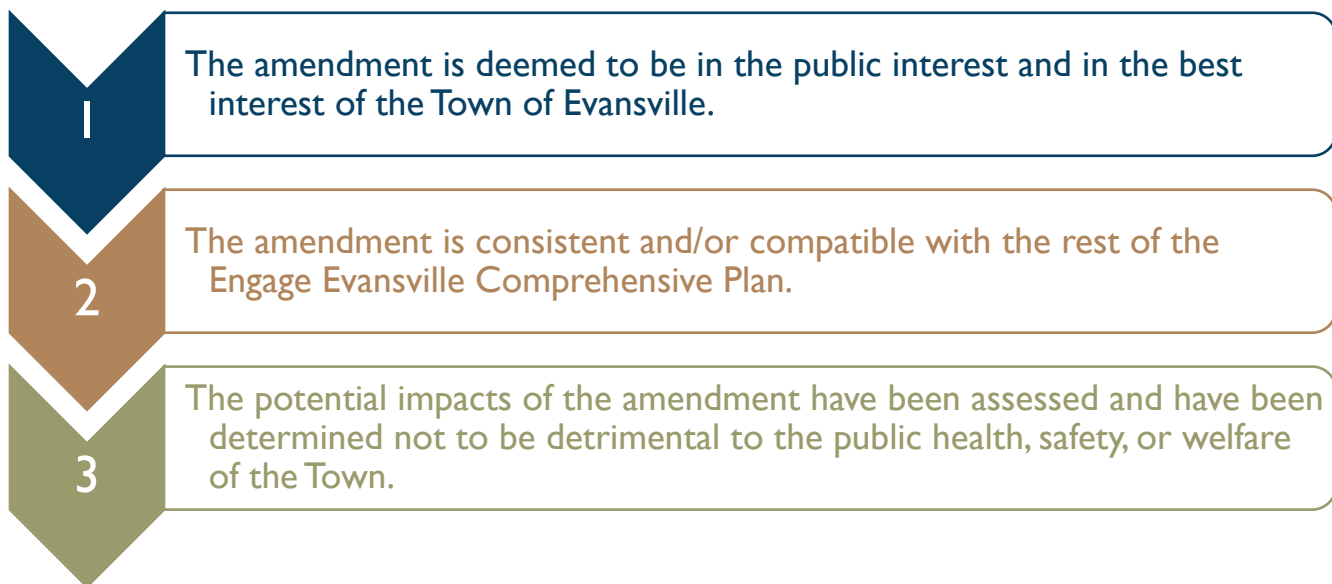 1
The amendment is deemed to be in the public interest and in the best
interest of the Town of Evansville.
2
The amendment is consistent and/or compatible with the rest of the
Engage Evansville Comprehensive Plan.
3
The potential impacts of the amendment have been assessed and have been
determined not to be detrimental to the public health, safety, or welfare
of the Town.